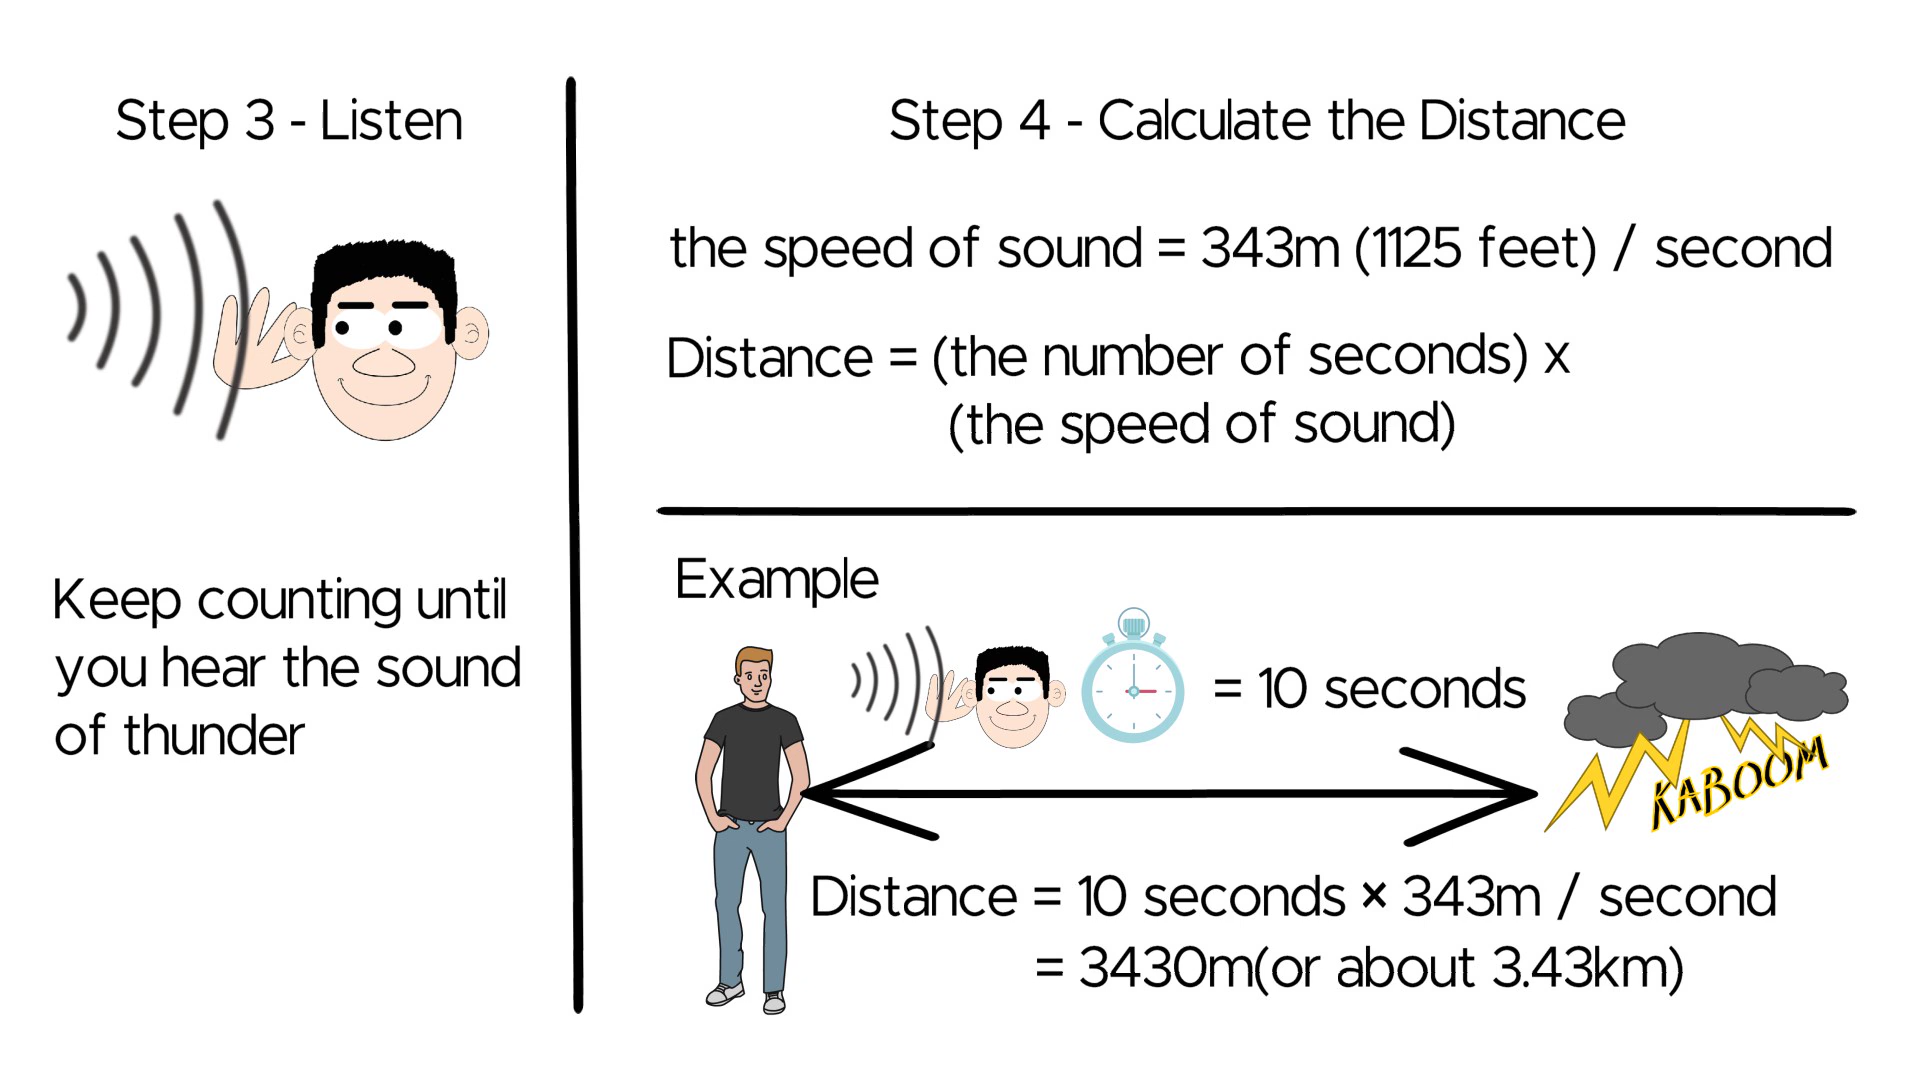 Step 3 - Listen
Keep counting until
you hear the sound
of thunder
Step 4 - Calculate the Distance
the speed of sound = 343m (1125 feet) / second
Distance = (the number of seconds) x
(the speed of sound)
Example
= 10 seconds
KABOOM
Distance = 10 seconds × 343m / second
= 3430m(or about 3.43km)